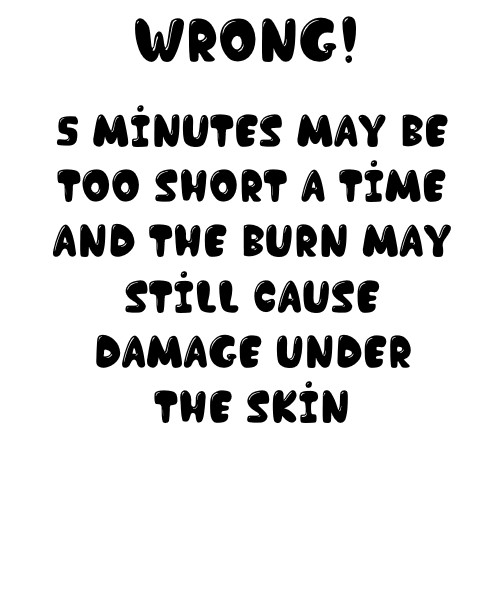 WRONG!
5 MİNUTES MAY BE
TOO SHORT A TİME
AND THE BURN MAY
STİLL CAUSE
DAMAGE UNDER
THE SKİN